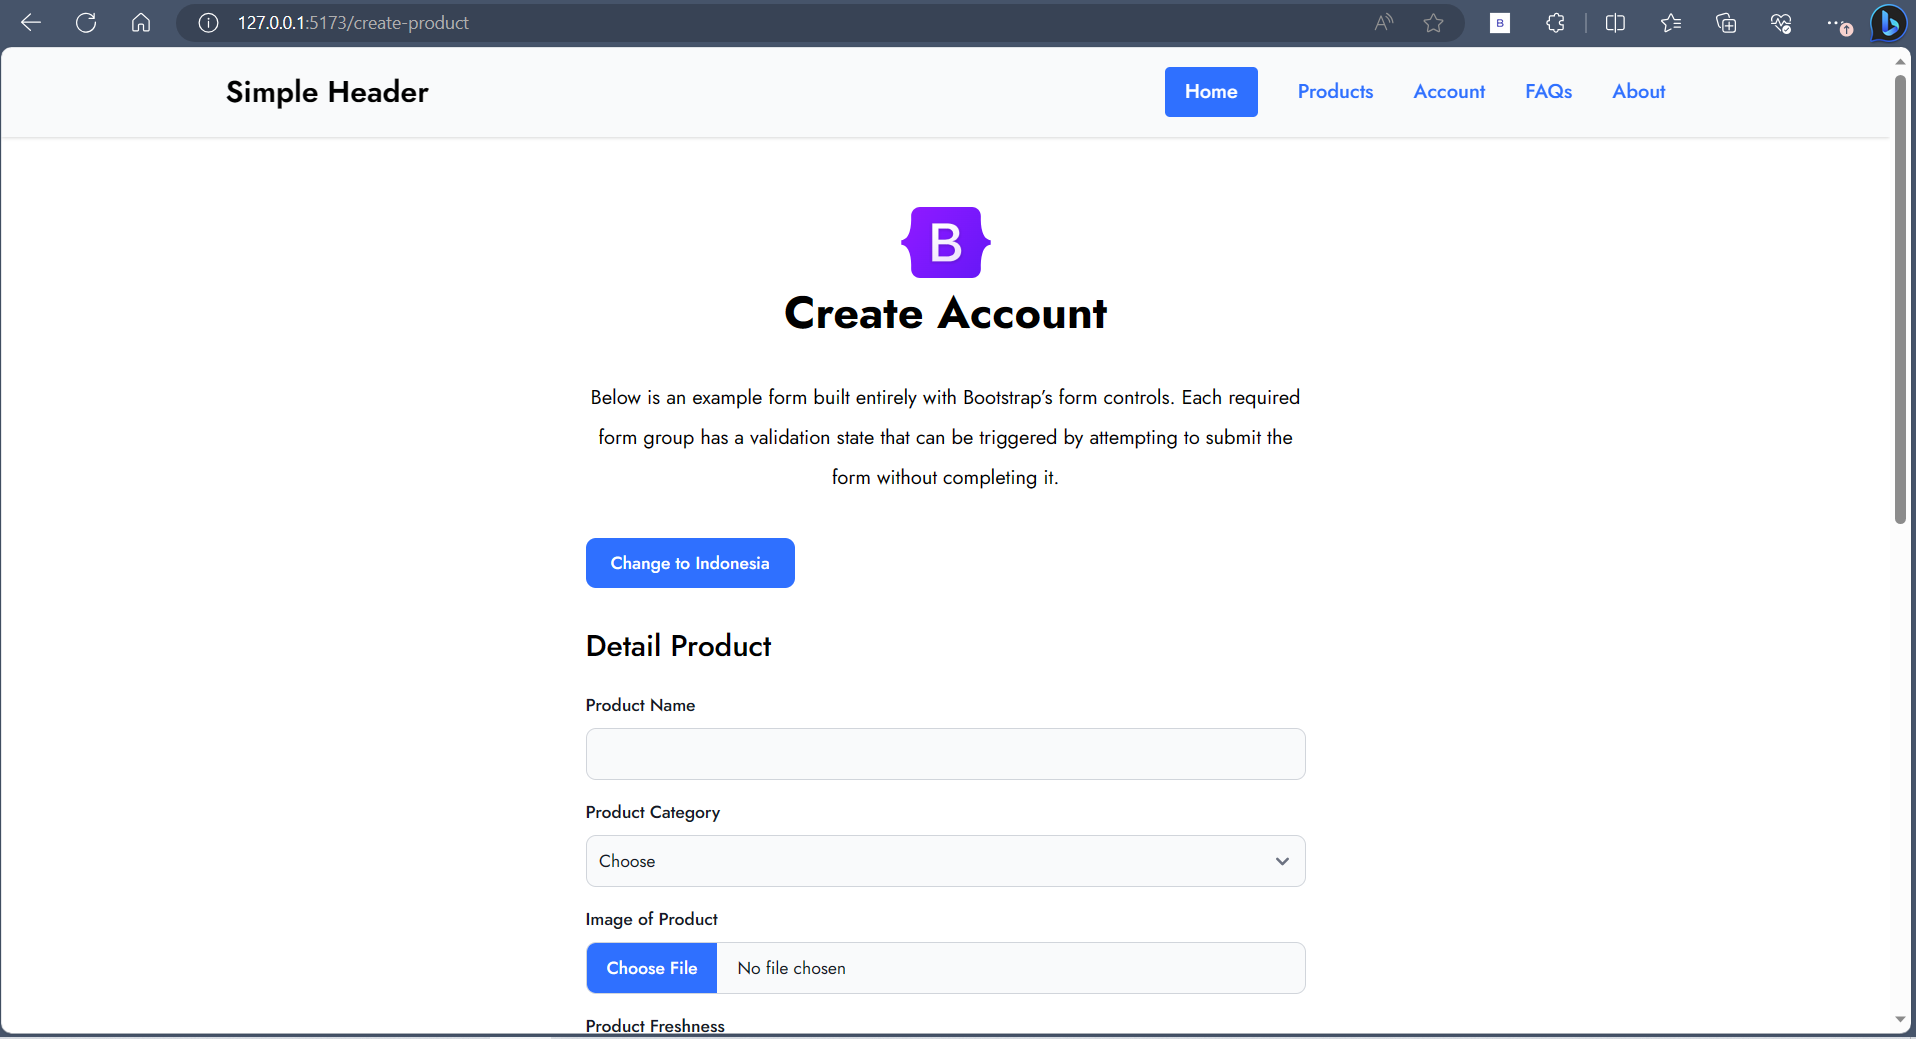 127.0.0.1:5173/create-product
B
Simple Header
Home
Products
Account
FAQs
About
B
Create Account
Below is an example form built entirely with Bootstrap’s form controls. Each required
form group has a validation state that can be triggered by attempting to submit the
form without completing it.
Change to Indonesia
Detail Product
Product Name
Product Category
Choose
Image of Product
Choose File
No file chosen
Product Freshness